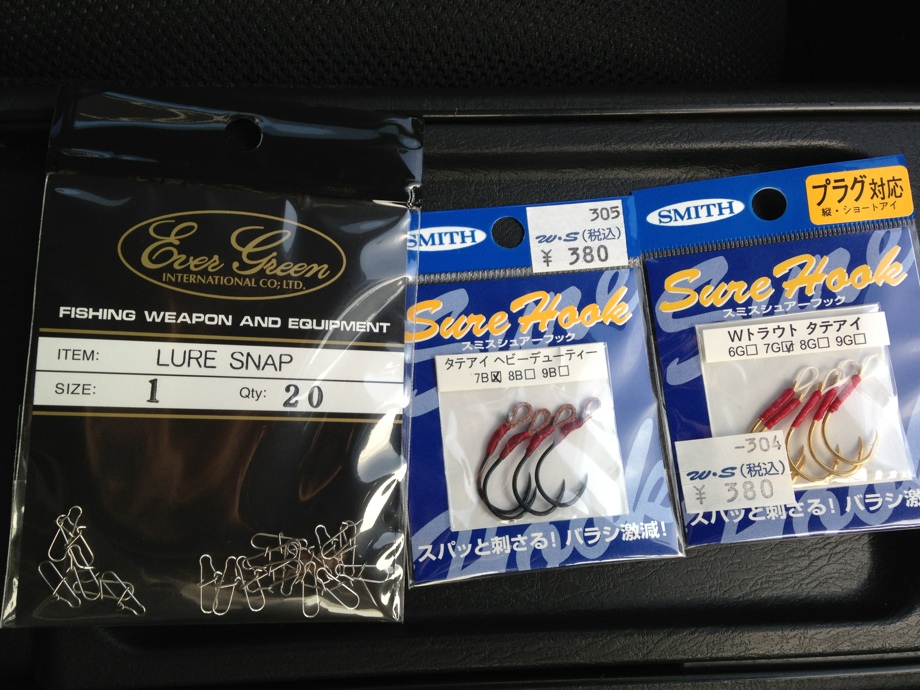 Ever Green
INTERNATIONAL CO; LTD.
FISHING WEAPON AND EQUIPMENT
ITEM: LURE SNAP
SIZE: 1 Qty: 20
SMITH
305
W・S(税込)
¥ 380
Sure Hook
スミスシュアーフック
タテアイ ヘビーデューティー
7B☒ 8B□ 9B□
スパッと刺さる! バラシ激減!
SMITH
プラグ対応
縦・ショートアイ
Sure Hook
スミスシュアーフック
Wトラウト タテアイ
6G□ 7G☑ 8G□ 9G□
-304
W・S(税込)
¥ 380
スパッと刺さる! バラシ激